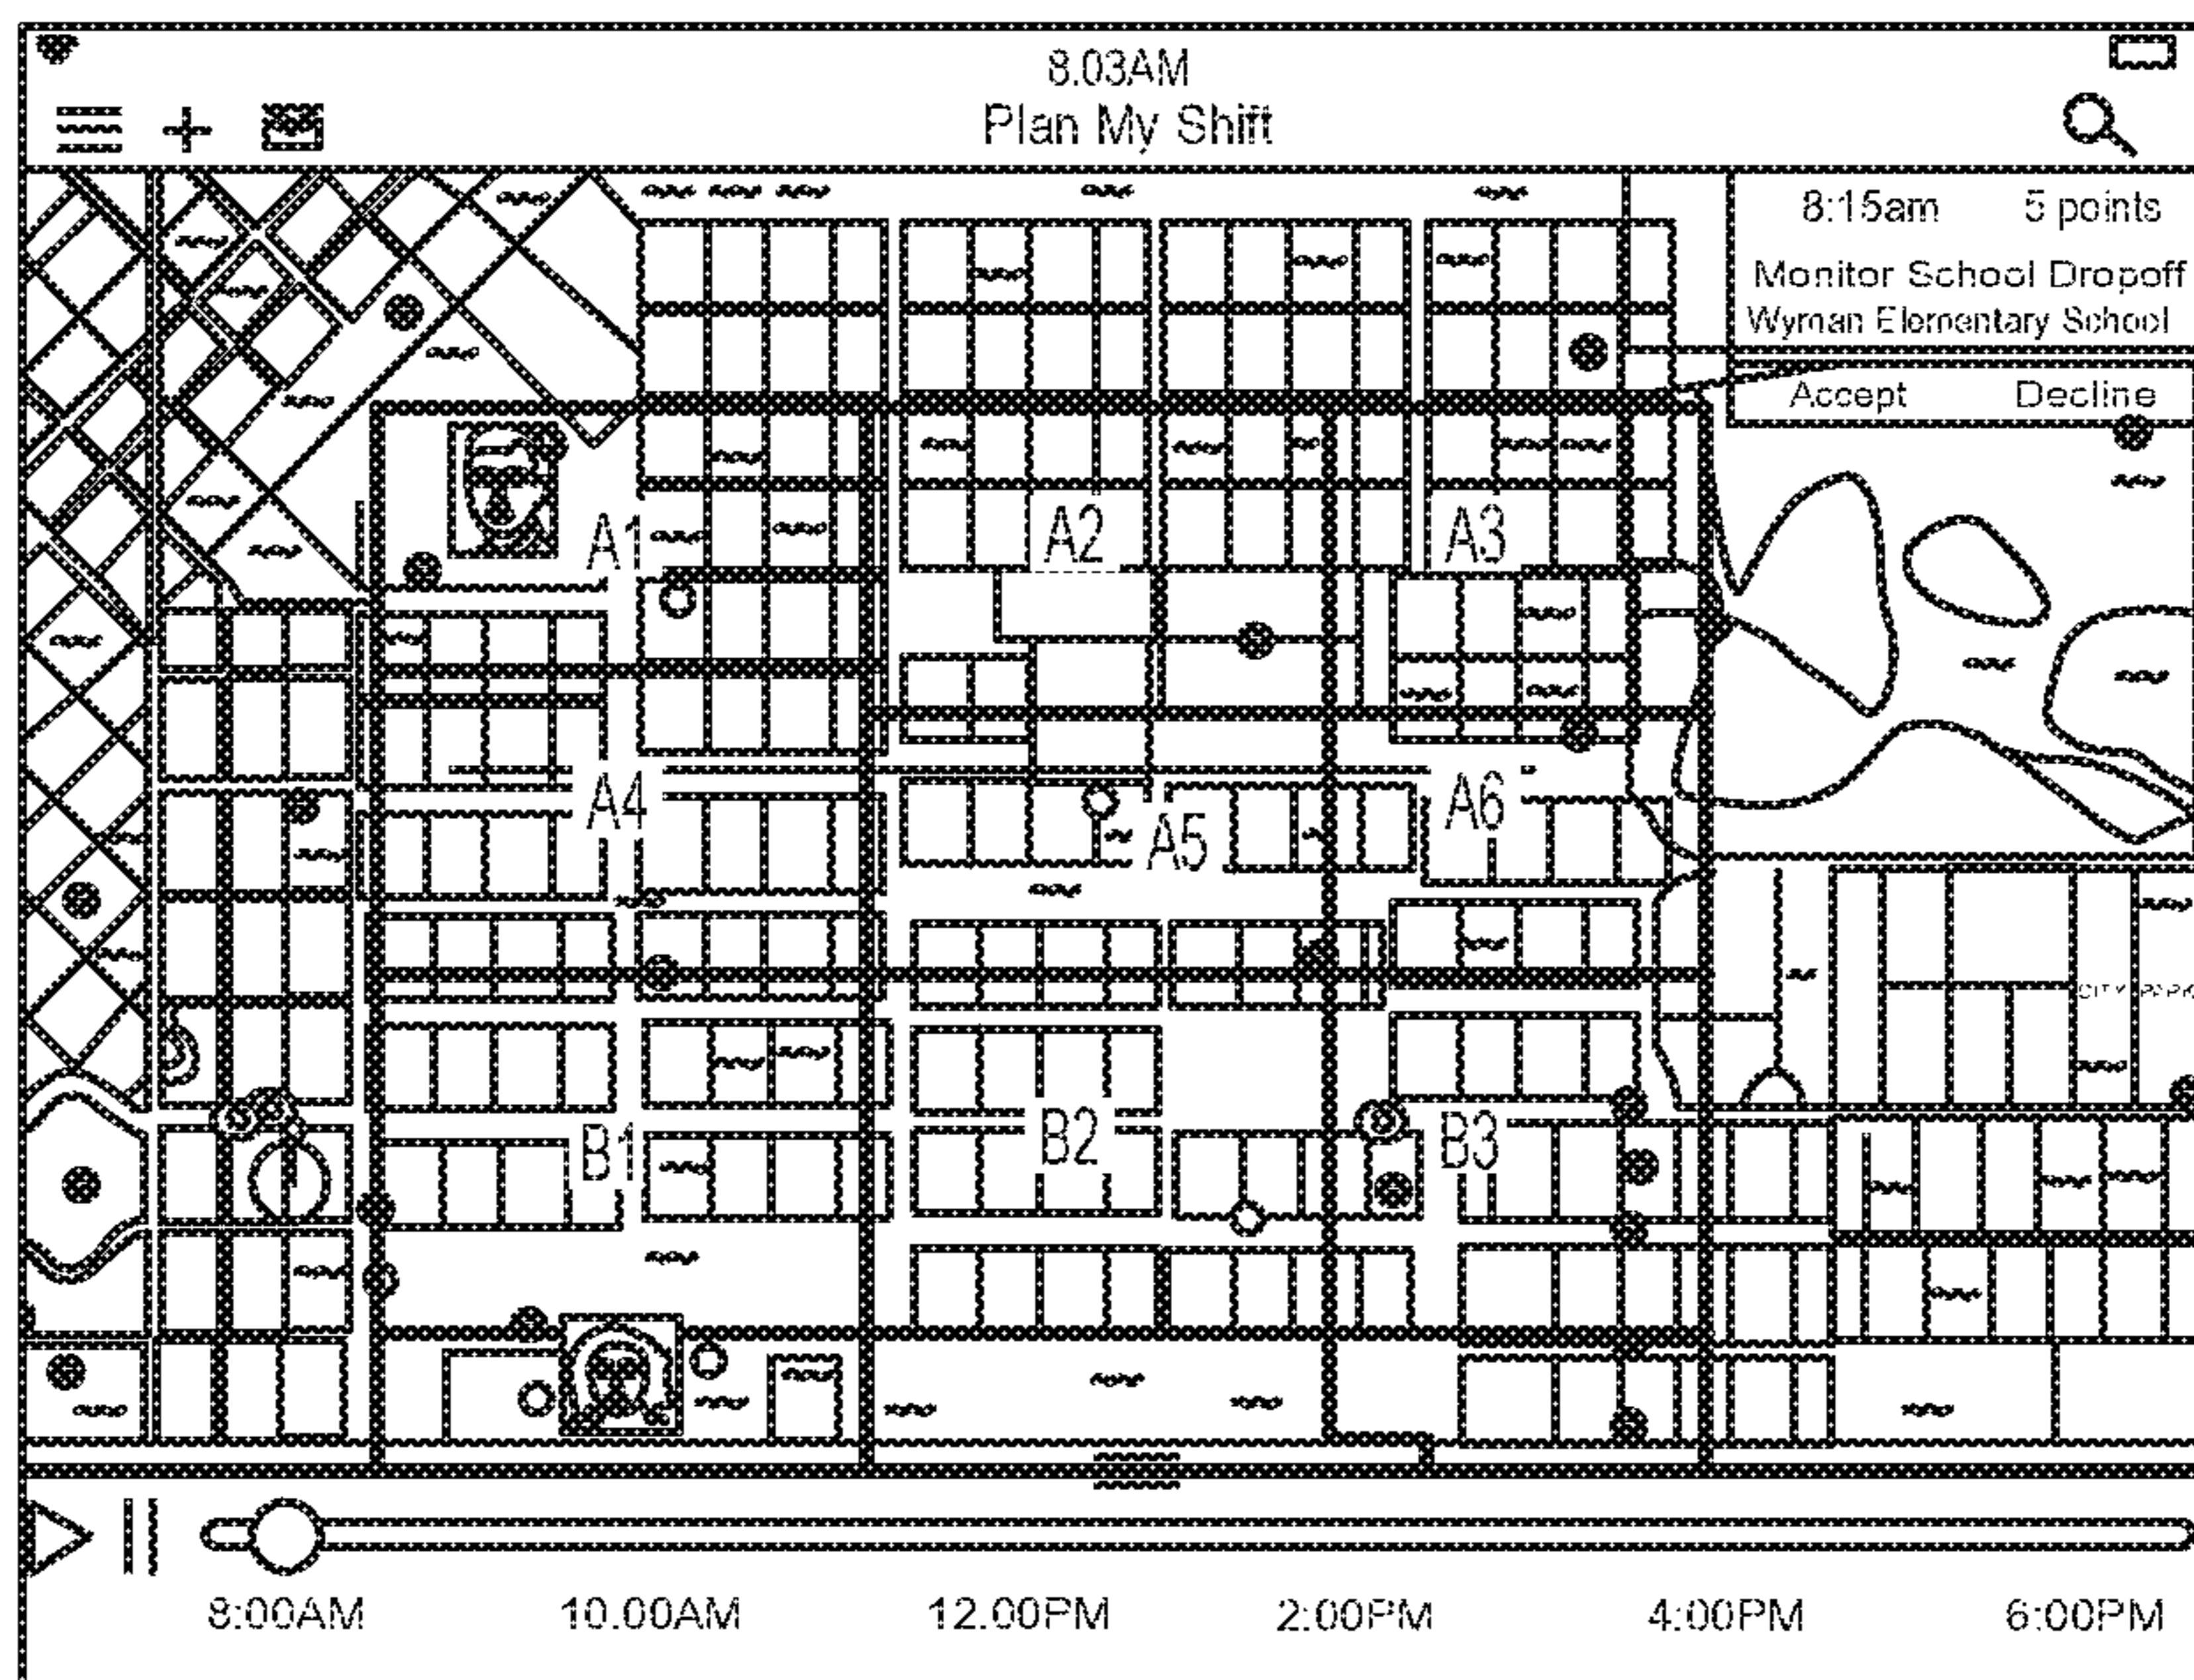 8.03AM
Plan My Shift
8:15am 5 points
Monitor School Dropoff
Wyman Elementary School
Accept Decline
A1 A2 A3
A4 A5 A6
CITY PARK
B1 B2 B3
8:00AM 10.00AM 12.00PM 2:00PM 4:00PM 6:00PM